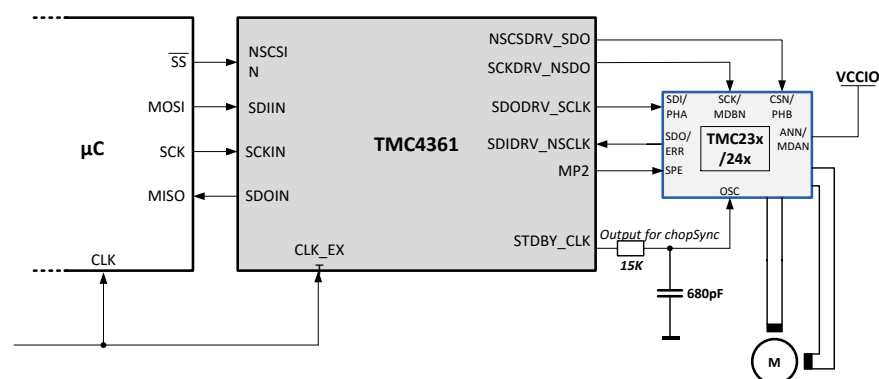 NSCSDRV_SDO
SCKDRV_NSDO
SS
NSCSI
N
VCCIO
MOSI
SDIIN
SDODRV_SCLK
SDI/
PHA
SCK/
MDBN
CSN/
PHB
TMC4361
µC
SDIDRV_NSCLK
SDO/
ERR
TMC23x
/24x
ANN/
MDAN
SCK
SCKIN
MP2
SPE
MISO
SDOIN
OSC
STDBY_CLK
Output for chopSync
15K
CLK
CLK_EX
T
680pF
M